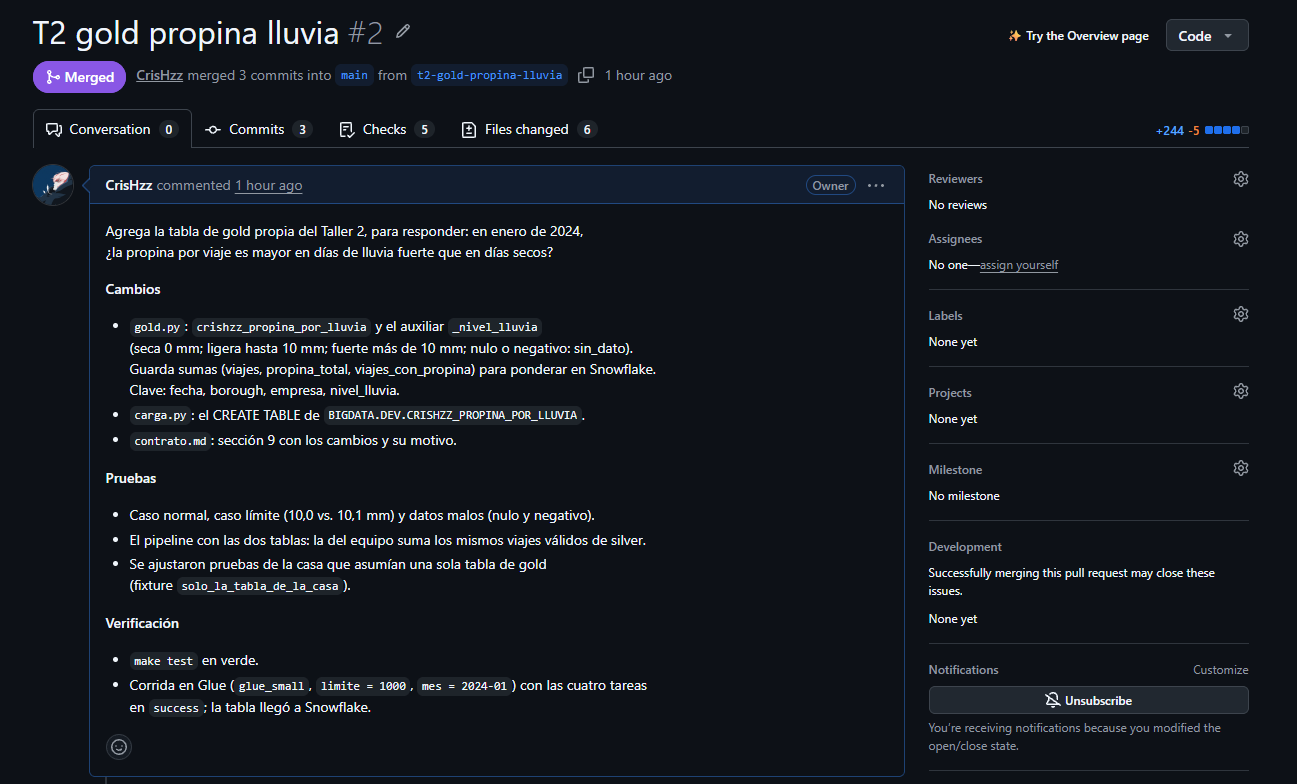 T2 gold propina lluvia #2
✨ Try the Overview page
Code
Merged
CrisHzz merged 3 commits into main from t2-gold-propina-lluvia 1 hour ago
Conversation 0
Commits 3
Checks 5
Files changed 6
+244 -5
CrisHzz commented 1 hour ago
Owner
Agrega la tabla de gold propia del Taller 2, para responder: en enero de 2024,
¿la propina por viaje es mayor en días de lluvia fuerte que en días secos?
Cambios
• gold.py: crishzz_propina_por_lluvia y el auxiliar _nivel_lluvia
(seca 0 mm; ligera hasta 10 mm; fuerte más de 10 mm; nulo o negativo: sin_dato).
Guarda sumas (viajes, propina_total, viajes_con_propina) para ponderar en Snowflake.
Clave: fecha, borough, empresa, nivel_lluvia.
• carga.py: el CREATE TABLE de BIGDATA.DEV.CRISHZZ_PROPINA_POR_LLUVIA.
• contrato.md: sección 9 con los cambios y su motivo.
Pruebas
• Caso normal, caso límite (10,0 vs. 10,1 mm) y datos malos (nulo y negativo).
• El pipeline con las dos tablas: la del equipo suma los mismos viajes válidos de silver.
• Se ajustaron pruebas de la casa que asumían una sola tabla de gold
(fixture solo_la_tabla_de_la_casa).
Verificación
• make test en verde.
• Corrida en Glue (glue_small, limite = 1000, mes = 2024-01) con las cuatro tareas
en success; la tabla llegó a Snowflake.
Reviewers
No reviews
Assignees
No one—assign yourself
Labels
None yet
Projects
None yet
Milestone
No milestone
Development
Successfully merging this pull request may close these
issues.
None yet
Notifications
Customize
Unsubscribe
You're receiving notifications because you modified the
open/close state.